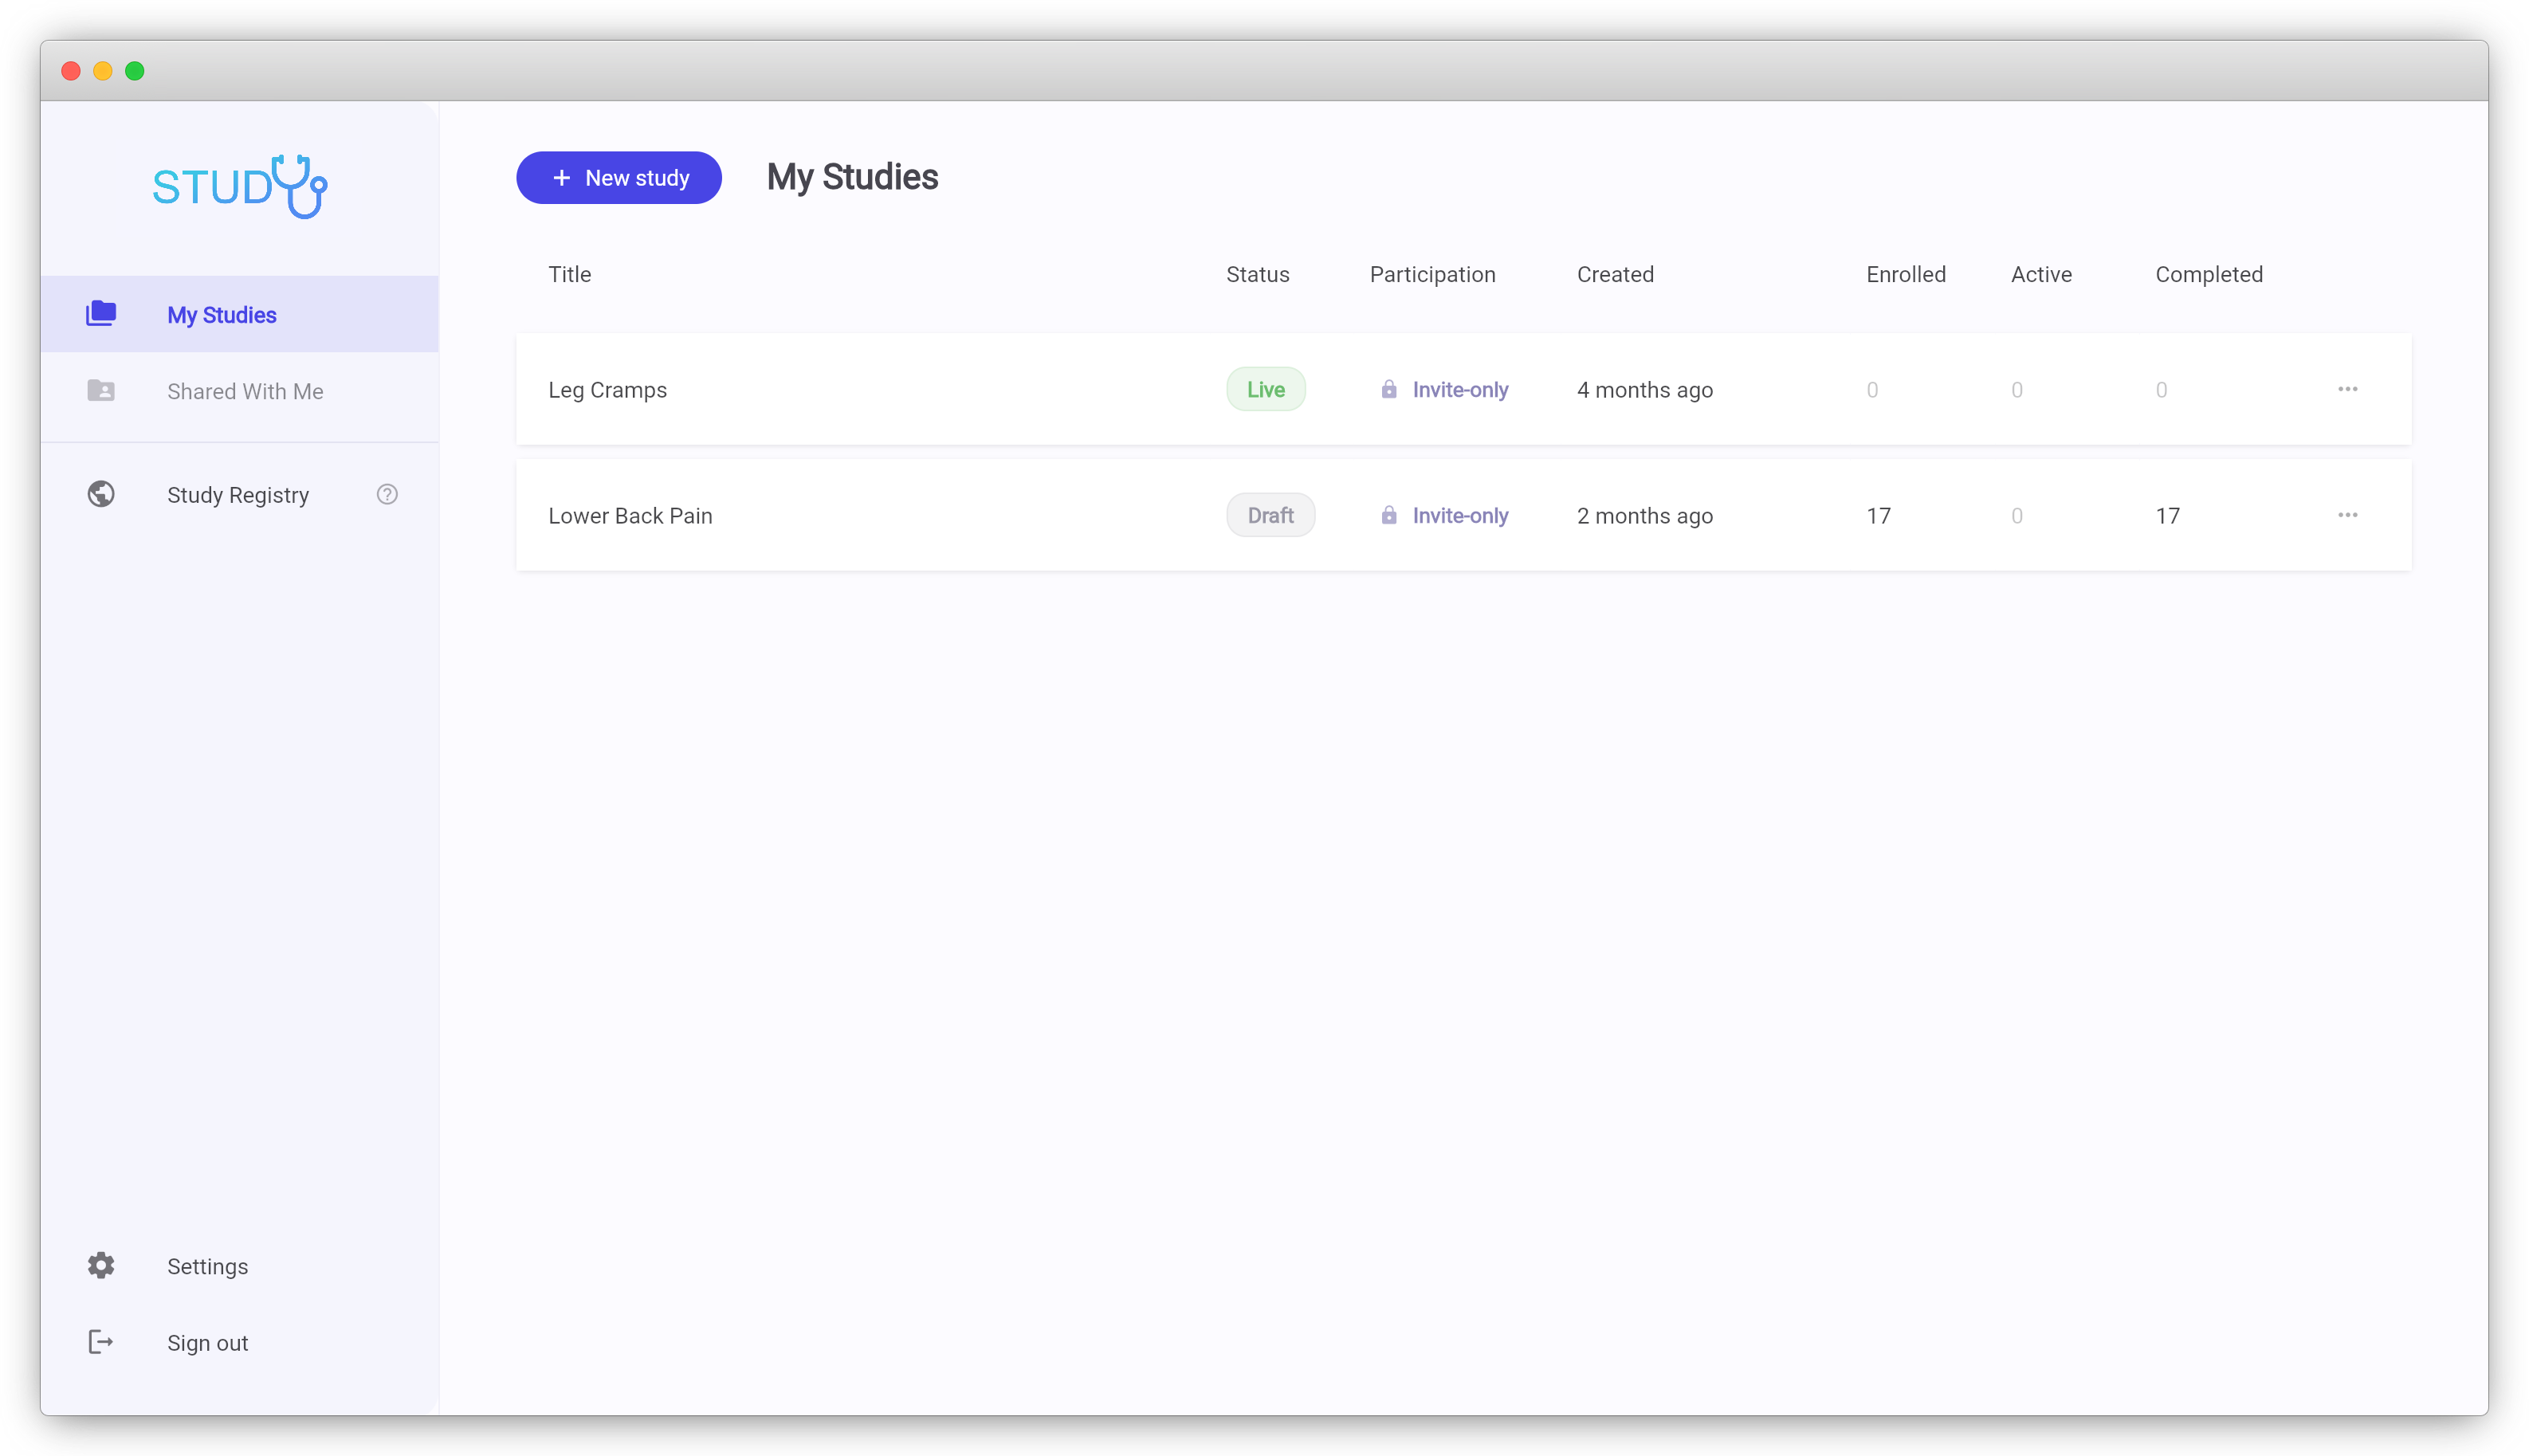 STUDY
My Studies
Shared With Me
Study Registry
Settings
Sign out
+ New study
My Studies
Title Status Participation Created Enrolled Active Completed
Leg Cramps Live Invite-only 4 months ago 0 0 0
Lower Back Pain Draft Invite-only 2 months ago 17 0 17